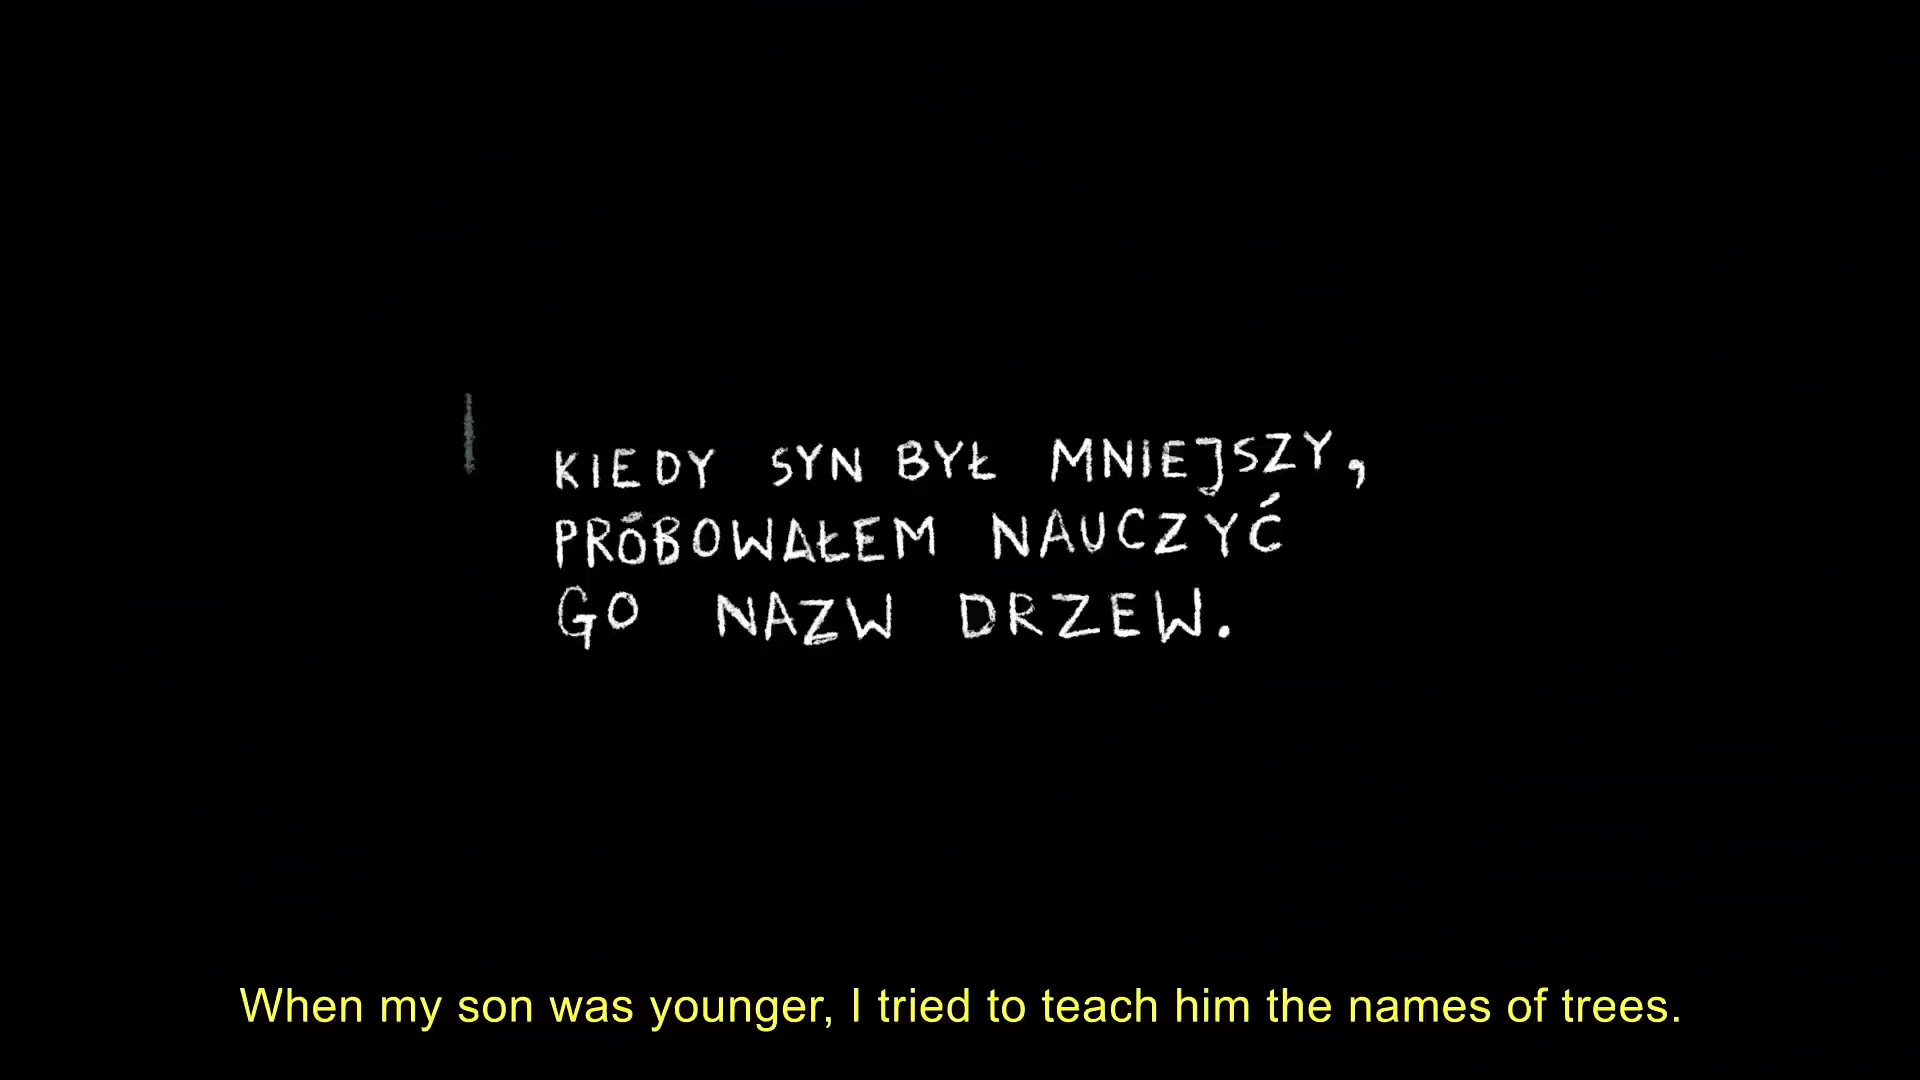 KIEDY SYN BYŁ MNIEJSZY,
PRÓBOWAŁEM NAUCZYĆ
GO NAZW DRZEW.
When my son was younger, I tried to teach him the names of trees.